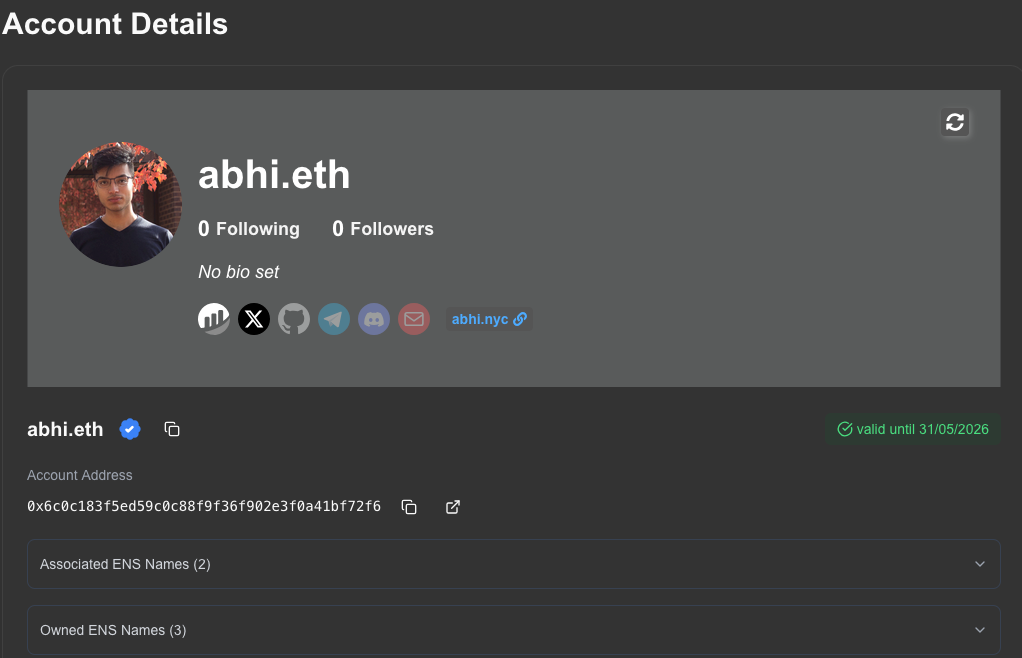 Account Details
abhi.eth
0 Following 0 Followers
No bio set
abhi.nyc
abhi.eth
valid until 31/05/2026
Account Address
0x6c0c183f5ed59c0c88f9f36f902e3f0a41bf72f6
Associated ENS Names (2)
Owned ENS Names (3)